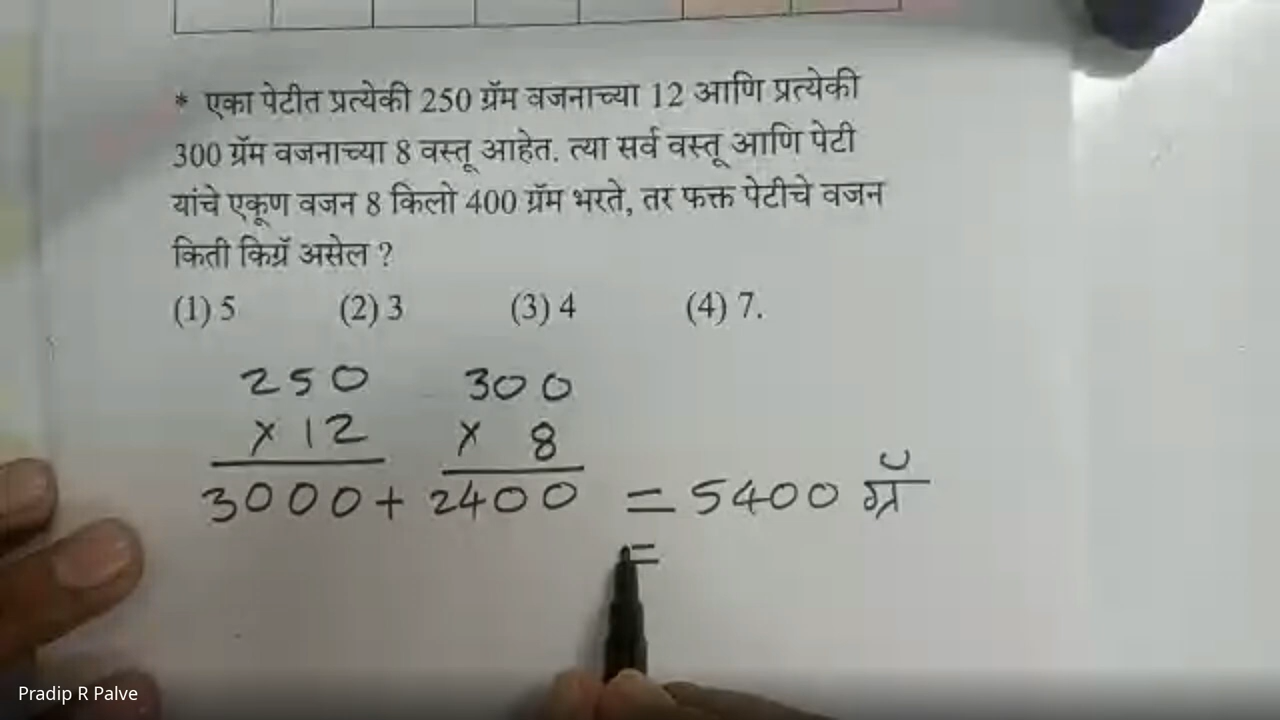 * एका पेटीत प्रत्येकी 250 ग्रॅम वजनाच्या 12 आणि प्रत्येकी
300 ग्रॅम वजनाच्या 8 वस्तू आहेत. त्या सर्व वस्तू आणि पेटी
यांचे एकूण वजन 8 किलो 400 ग्रॅम भरते, तर फक्त पेटीचे वजन
किती किग्रॅ असेल ?
(1) 5 (2) 3 (3) 4 (4) 7.
250 300
× 12 × 8
3000 + 2400 = 5400 ग्रॅ
=
Pradip R Palve